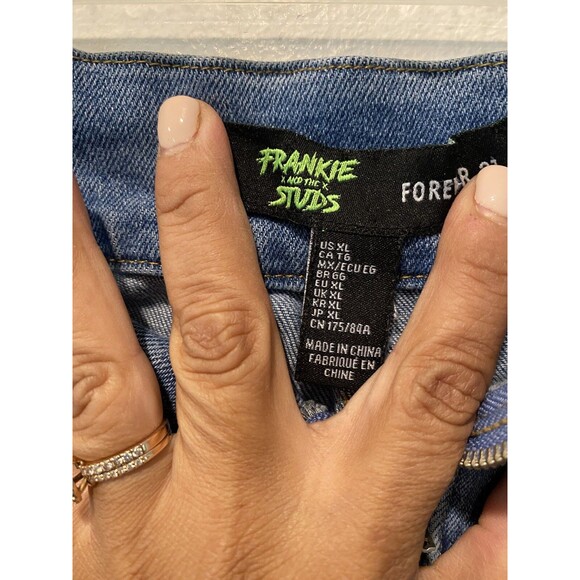 FRANKIE
X AND THE X
STUDS
FOREVER 21
US XL
CA TG
MX/ECU EG
BR GG
EU XL
UK XL
KR XL
JP XL
CN 175/84A
MADE IN CHINA
FABRIQUÉ EN
CHINE